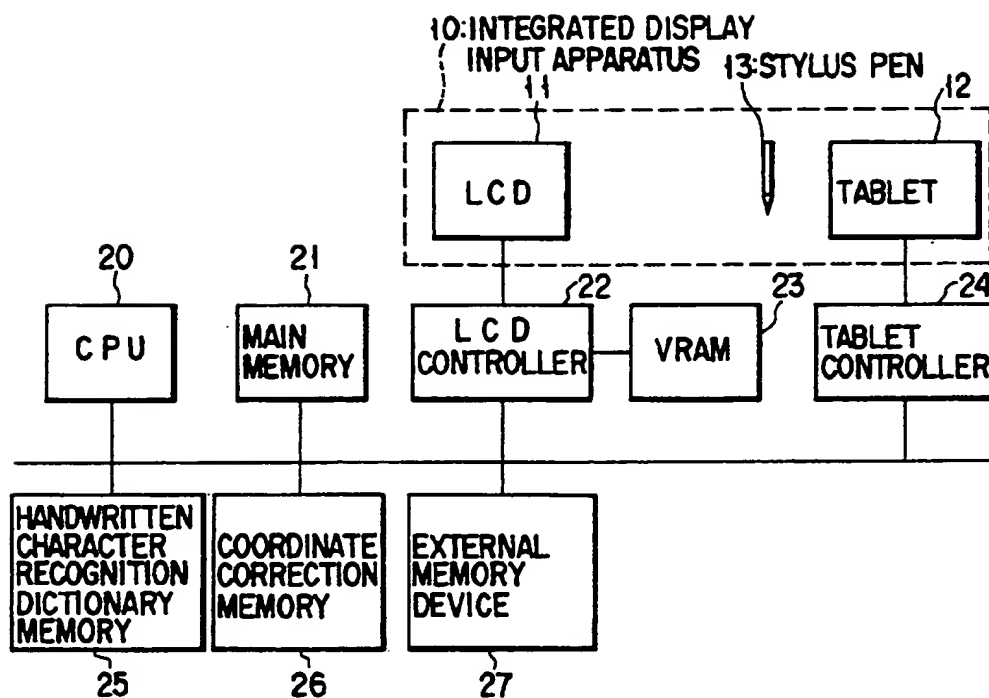 10:INTEGRATED DISPLAY
INPUT APPARATUS
11
13:STYLUS PEN
12
LCD
TABLET
20
21
22
23
24
CPU
MAIN
MEMORY
LCD
CONTROLLER
VRAM
TABLET
CONTROLLER
HANDWRITTEN
CHARACTER
RECOGNITION
DICTIONARY
MEMORY
COORDINATE
CORRECTION
MEMORY
EXTERNAL
MEMORY
DEVICE
25
26
27